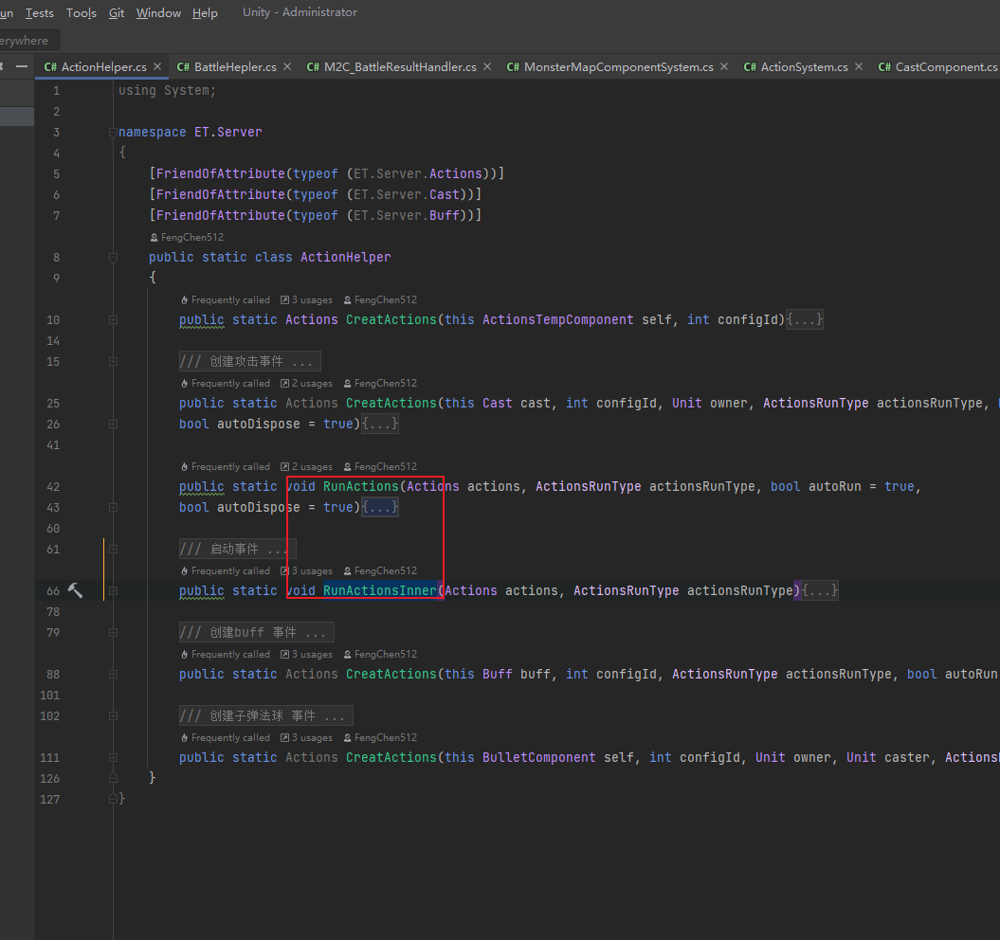 un Tests Tools Git Window Help Unity - Administrator
erywhere
C# ActionHelper.cs × C# BattleHepler.cs × C# M2C_BattleResultHandler.cs × C# MonsterMapComponentSystem.cs × C# ActionSystem.cs × C# CastComponent.cs
1 using System;
2
3 namespace ET.Server
4 {
5 [FriendOfAttribute(typeof (ET.Server.Actions))]
6 [FriendOfAttribute(typeof (ET.Server.Cast))]
7 [FriendOfAttribute(typeof (ET.Server.Buff))]
FengChen512
8 public static class ActionHelper
9 {
Frequently called 3 usages FengChen512
10 public static Actions CreatActions(this ActionsTempComponent self, int configId){...}
14
15 /// 创建攻击事件 ...
Frequently called 2 usages FengChen512
25 public static Actions CreatActions(this Cast cast, int configId, Unit owner, ActionsRunType actionsRunType,
26 bool autoDispose = true){...}
41
Frequently called 2 usages FengChen512
42 public static void RunActions(Actions actions, ActionsRunType actionsRunType, bool autoRun = true,
43 bool autoDispose = true){...}
60
61 /// 启动事件 ...
Frequently called 3 usages FengChen512
66 public static void RunActionsInner(Actions actions, ActionsRunType actionsRunType){...}
78
79 /// 创建buff 事件 ...
Frequently called 3 usages FengChen512
88 public static Actions CreatActions(this Buff buff, int configId, ActionsRunType actionsRunType, bool autoRun
101
102 /// 创建子弹法球 事件 ...
Frequently called 3 usages FengChen512
111 public static Actions CreatActions(this BulletComponent self, int configId, Unit owner, Unit caster, Actions
126 }
127 }